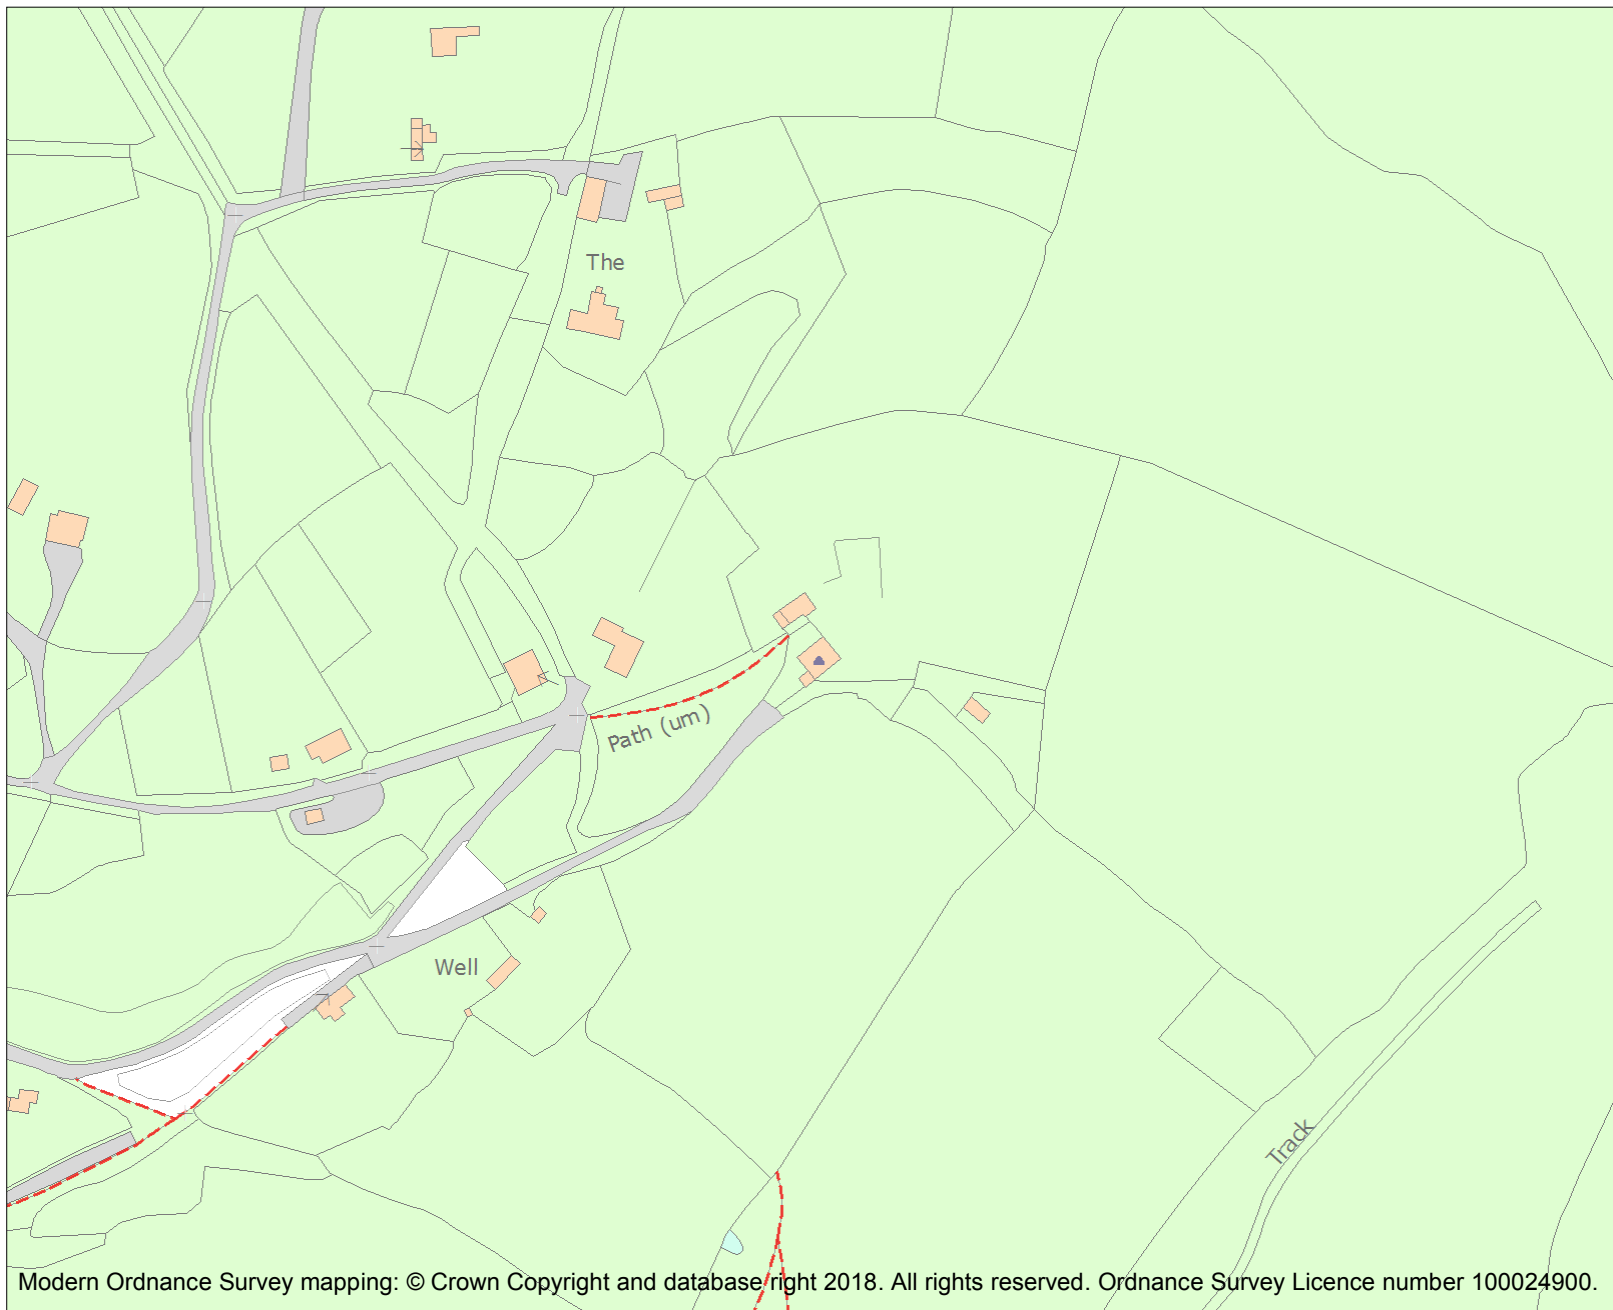 The
Path (um)
Well
Track
Modern Ordnance Survey mapping: © Crown Copyright and database right 2018. All rights reserved. Ordnance Survey Licence number 100024900.